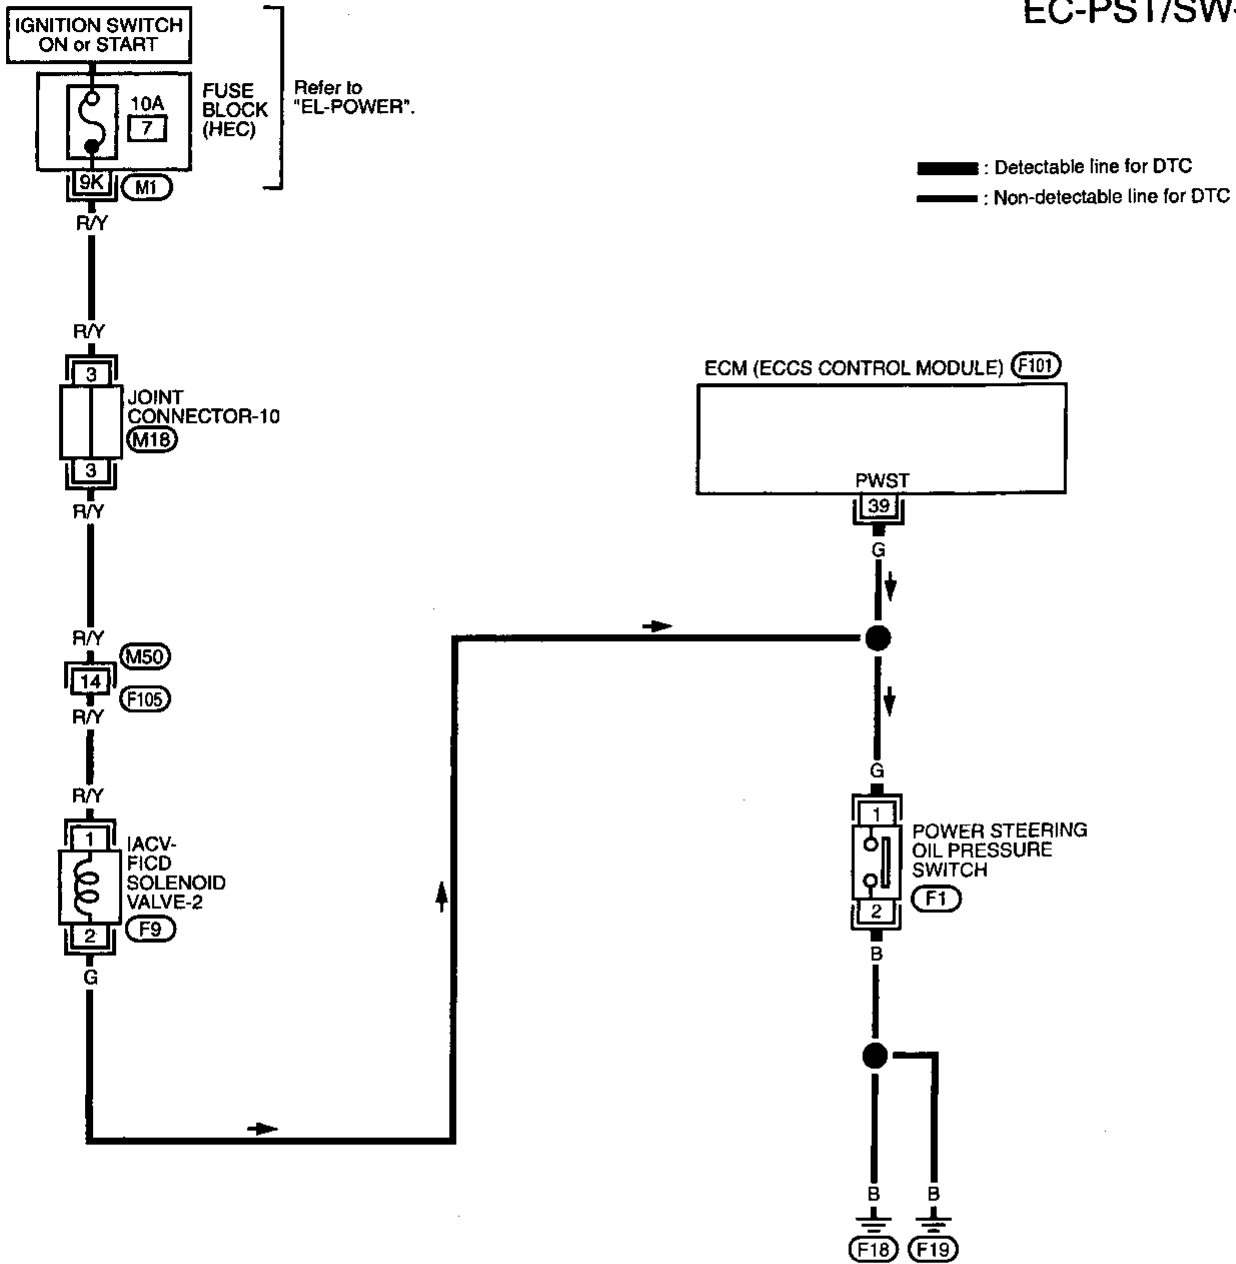 EC-PST/SW-
IGNITION SWITCH
ON or START
10A
7
FUSE
BLOCK
(HEC)
Refer to
"EL-POWER".
9K
M1
R/Y
: Detectable line for DTC
: Non-detectable line for DTC
R/Y
3
JOINT
CONNECTOR-10
M18
3
R/Y
ECM (ECCS CONTROL MODULE)
F101
PWST
39
G
R/Y
M50
14
F105
R/Y
R/Y
1
IACV-
FICD
SOLENOID
VALVE-2
F9
2
G
G
1
POWER STEERING
OIL PRESSURE
SWITCH
F1
2
B
B
B
F18
F19